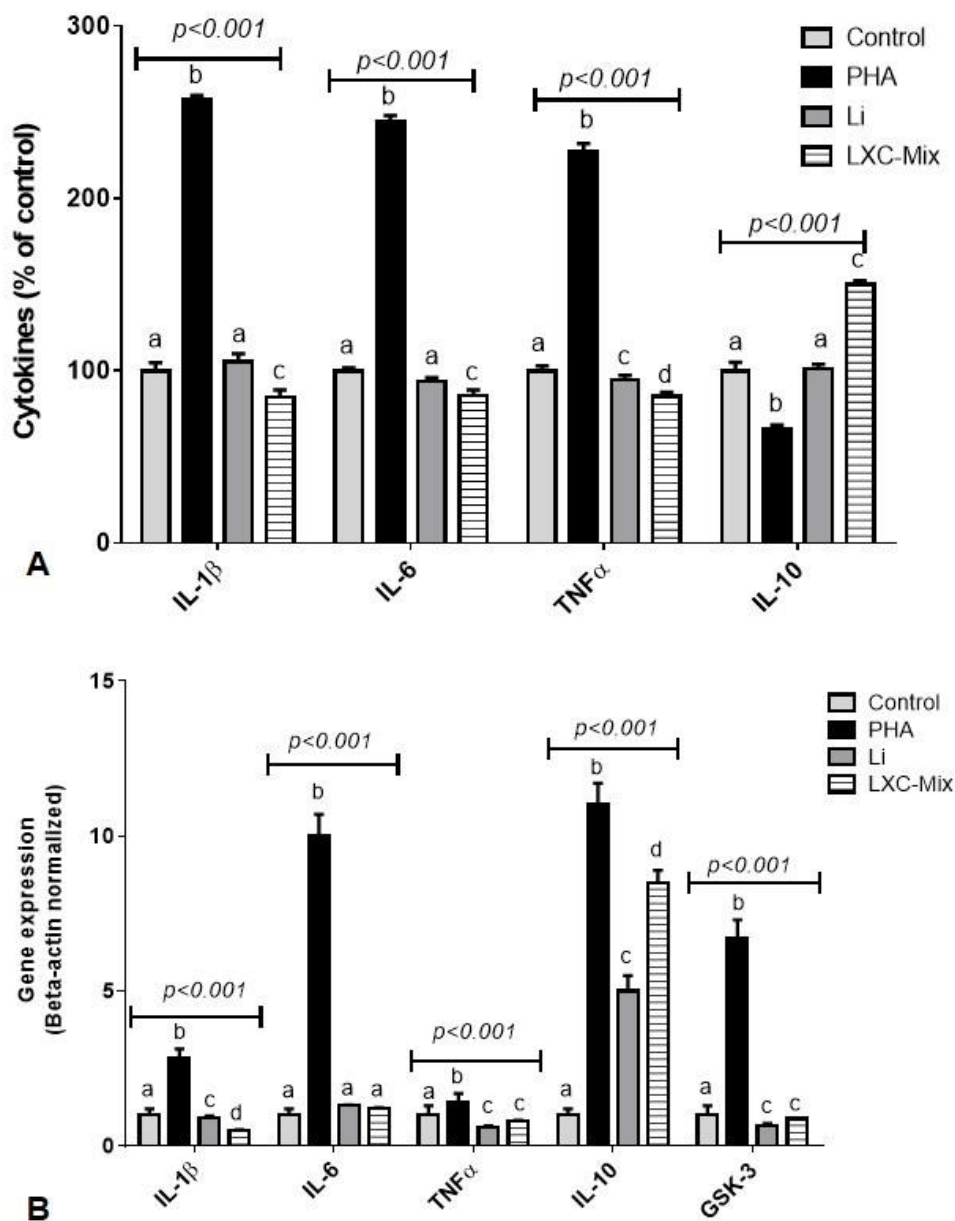 300
200
100
0
Cytokines (% of control)
p<0.001
p<0.001
p<0.001
p<0.001
a
b
a
c
a
b
a
c
a
b
c
d
a
b
a
c
IL-1β
IL-6
TNFα
IL-10
Control
PHA
Li
LXC-Mix
A
15
10
5
0
Gene expression
(Beta-actin normalized)
p<0.001
p<0.001
p<0.001
p<0.001
p<0.001
a
b
c
d
a
b
a
a
a
b
c
c
a
b
c
d
a
b
c
c
IL-1β
IL-6
TNFα
IL-10
GSK-3
Control
PHA
Li
LXC-Mix
B